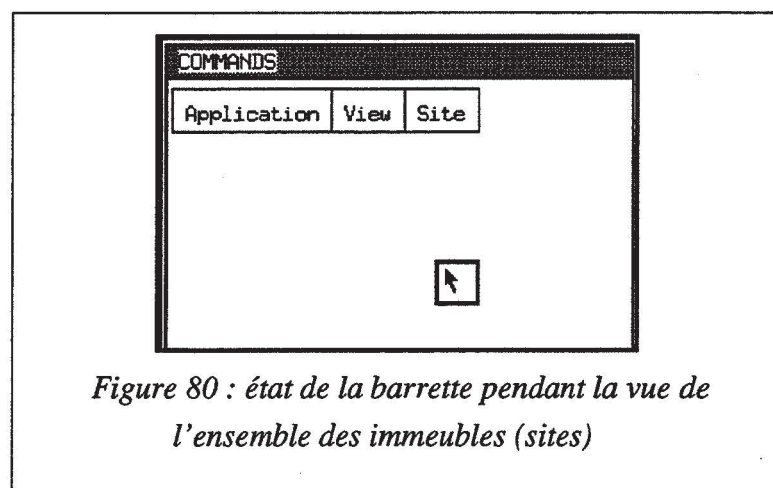 COMMANDS
Application View Site
Figure 80 : état de la barrette pendant la vue de
l'ensemble des immeubles (sites)